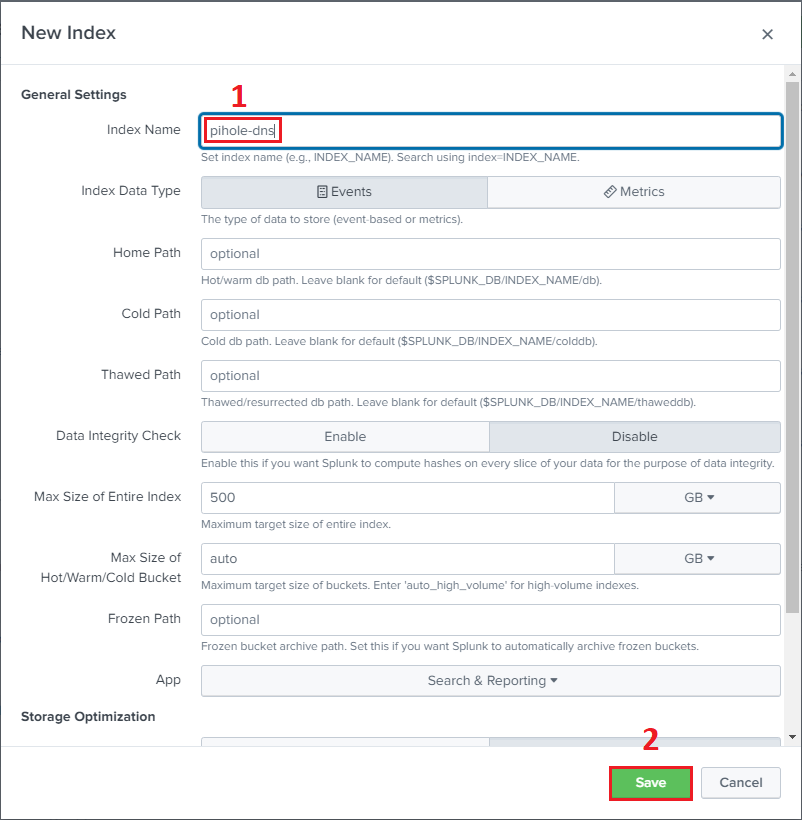 New Index
General Settings
1
Index Name
pihole-dns
Set index name (e.g., INDEX_NAME). Search using index=INDEX_NAME.
Index Data Type
Events
Metrics
The type of data to store (event-based or metrics).
Home Path
optional
Hot/warm db path. Leave blank for default ($SPLUNK_DB/INDEX_NAME/db).
Cold Path
optional
Cold db path. Leave blank for default ($SPLUNK_DB/INDEX_NAME/colddb).
Thawed Path
optional
Thawed/resurrected db path. Leave blank for default ($SPLUNK_DB/INDEX_NAME/thaweddb).
Data Integrity Check
Enable
Disable
Enable this if you want Splunk to compute hashes on every slice of your data for the purpose of data integrity.
Max Size of Entire Index
500
GB
Maximum target size of entire index.
Max Size of
Hot/Warm/Cold Bucket
auto
GB
Maximum target size of buckets. Enter 'auto_high_volume' for high-volume indexes.
Frozen Path
optional
Frozen bucket archive path. Set this if you want Splunk to automatically archive frozen buckets.
App
Search & Reporting
Storage Optimization
2
Save
Cancel